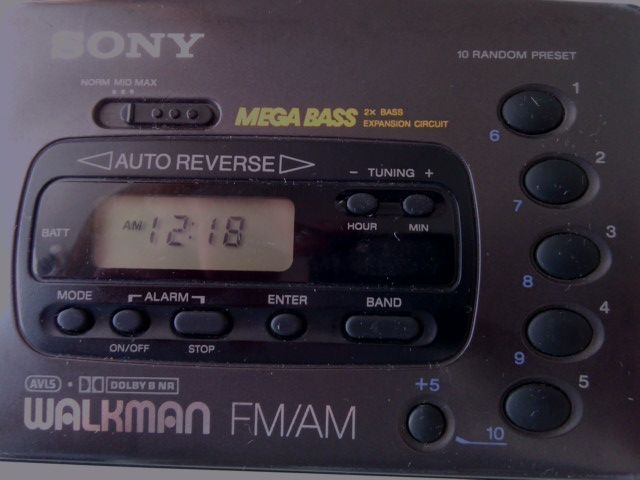 SONY
10 RANDOM PRESET
NORM MID MAX
MEGA BASS 2× BASS EXPANSION CIRCUIT
1
6
AUTO REVERSE
− TUNING +
2
7
AM 12:18
HOUR MIN
BATT
3
8
MODE ALARM ENTER BAND
ON/OFF STOP
4
9
AVLS · DOLBY B NR
+5
5
WALKMAN FM/AM
10